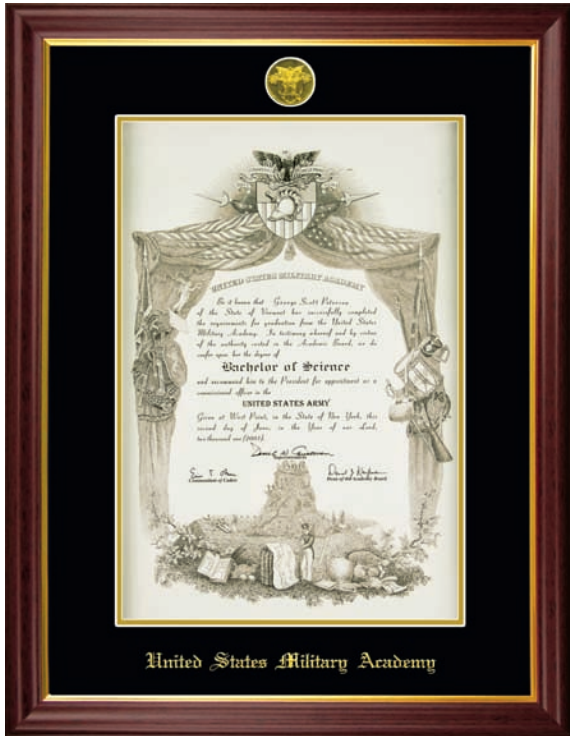 UNITED STATES MILITARY ACADEMY
Be it known that George Scott Peterson
of the State of Vermont has successfully completed
the requirements for graduation from the United States
Military Academy. In testimony whereof and by virtue
of the authority vested in the Academic Board, we do
confer upon him the degree of
Bachelor of Science
and recommend him to the President for appointment as a
commissioned officer in the
UNITED STATES ARMY
Given at West Point, in the State of New York, this
second day of June, in the Year of our Lord,
two thousand one (2001).
Superintendent
Commandant of Cadets
Dean of the Academic Board
United States Military Academy